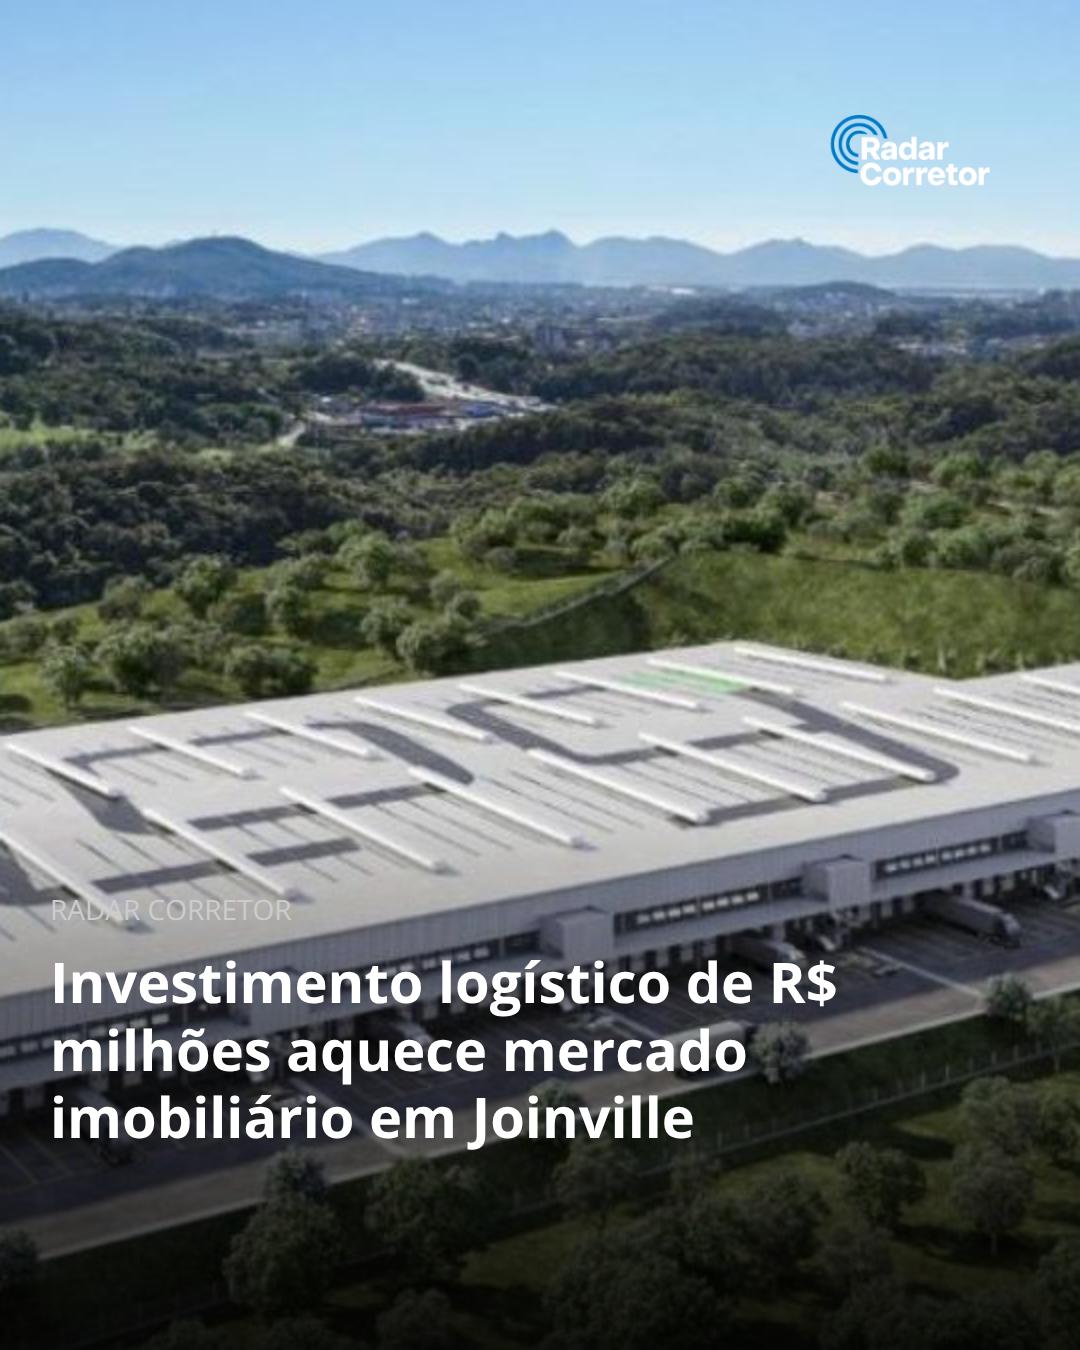 Radar
Corretor
RADAR CORRETOR
Investimento logístico de R$
milhões aquece mercado
imobiliário em Joinville